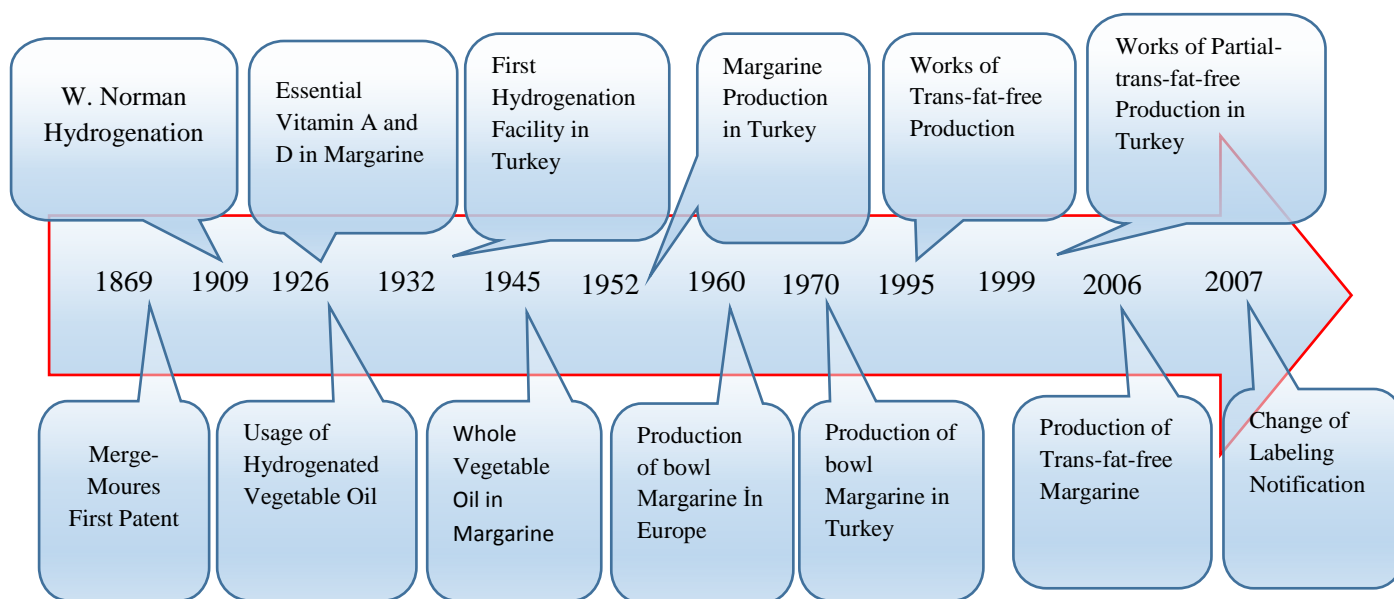 W. Norman
Hydrogenation
Essential
Vitamin A and
D in Margarine
First
Hydrogenation
Facility in
Turkey
Margarine
Production
in Turkey
Works of
Trans-fat-free
Production
Works of Partial-
trans-fat-free
Production in
Turkey
1869
1909
1926
1932
1945
1952
1960
1970
1995
1999
2006
2007
Merge-
Moures
First Patent
Usage of
Hydrogenated
Vegetable Oil
Whole
Vegetable
Oil in
Margarine
Production
of bowl
Margarine İn
Europe
Production of
bowl
Margarine in
Turkey
Production of
Trans-fat-free
Margarine
Change of
Labeling
Notification